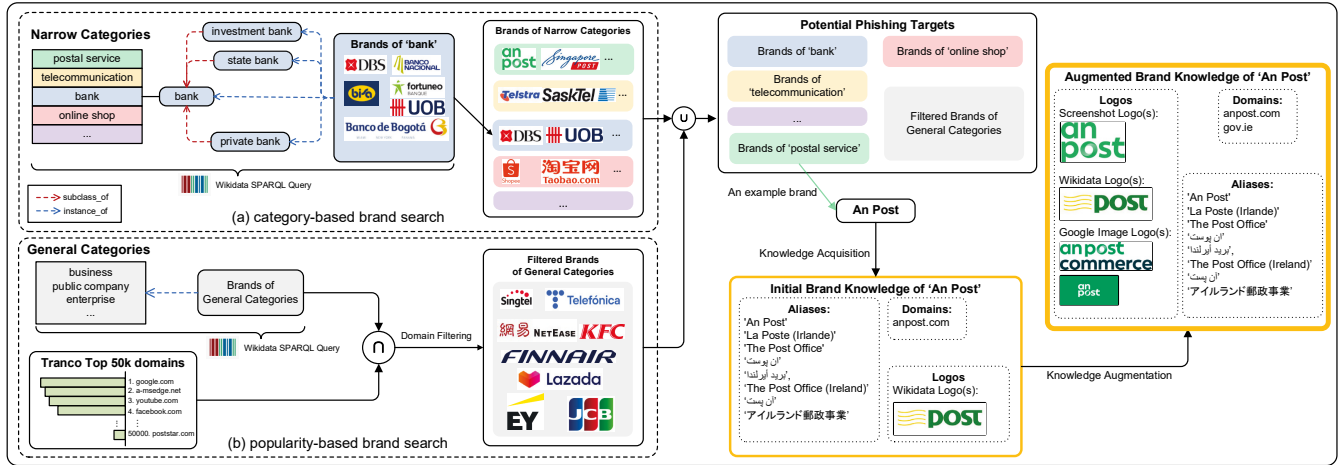 Narrow Categories
postal service
telecommunication
bank
online shop
...
bank
investment bank
state bank
private bank
Brands of 'bank'
DBS
BANCO
NACIONAL
fortuneo
BANQUE
UOB
Banco de Bogotá
Wikidata SPARQL Query
subclass_of
instance_of
(a) category-based brand search
Brands of Narrow Categories
an
post
Singapore
POST
...
Telstra
SaskTel
...
DBS
UOB
...
Shopee
淘宝网
Taobao.com
...
...
General Categories
business
public company
enterprise
...
Brands of
General Categories
Wikidata SPARQL Query
Tranco Top 50k domains
1. google.com
2. a-msedge.net
3. youtube.com
4. facebook.com
⋮
⋮
50000. poststar.com
∩
Domain Filtering
(b) popularity-based brand search
Filtered Brands
of General Categories
Singtel
Telefónica
網易 NETEASE
KFC
FINNAIR
Lazada
EY
JCB
∪
Potential Phishing Targets
Brands of 'bank'
Brands of 'online shop'
Brands of
'telecommunication'
...
Filtered Brands of
General Categories
Brands of 'postal service'
An example brand
An Post
Knowledge Acquisition
Initial Brand Knowledge of 'An Post'
Aliases:
'An Post'
'La Poste (Irlande)'
'The Post Office'
'ان پوست'
'بريد أيرلندا',
'The Post Office (Ireland)'
'آن پست'
'アイルランド郵政事業'
Domains:
anpost.com
Logos
Wikidata Logo(s):
post
Knowledge Augmentation
Augmented Brand Knowledge of 'An Post'
Logos
Screenshot Logo(s):
an
post
Wikidata Logo(s):
post
Google Image Logo(s):
an post
commerce
an
post
Domains:
anpost.com
gov.ie
Aliases:
'An Post'
'La Poste (Irlande)'
'The Post Office'
'ان پوست'
'بريد أيرلندا',
'The Post Office (Ireland)'
'آن پست'
'アイルランド郵政事業'